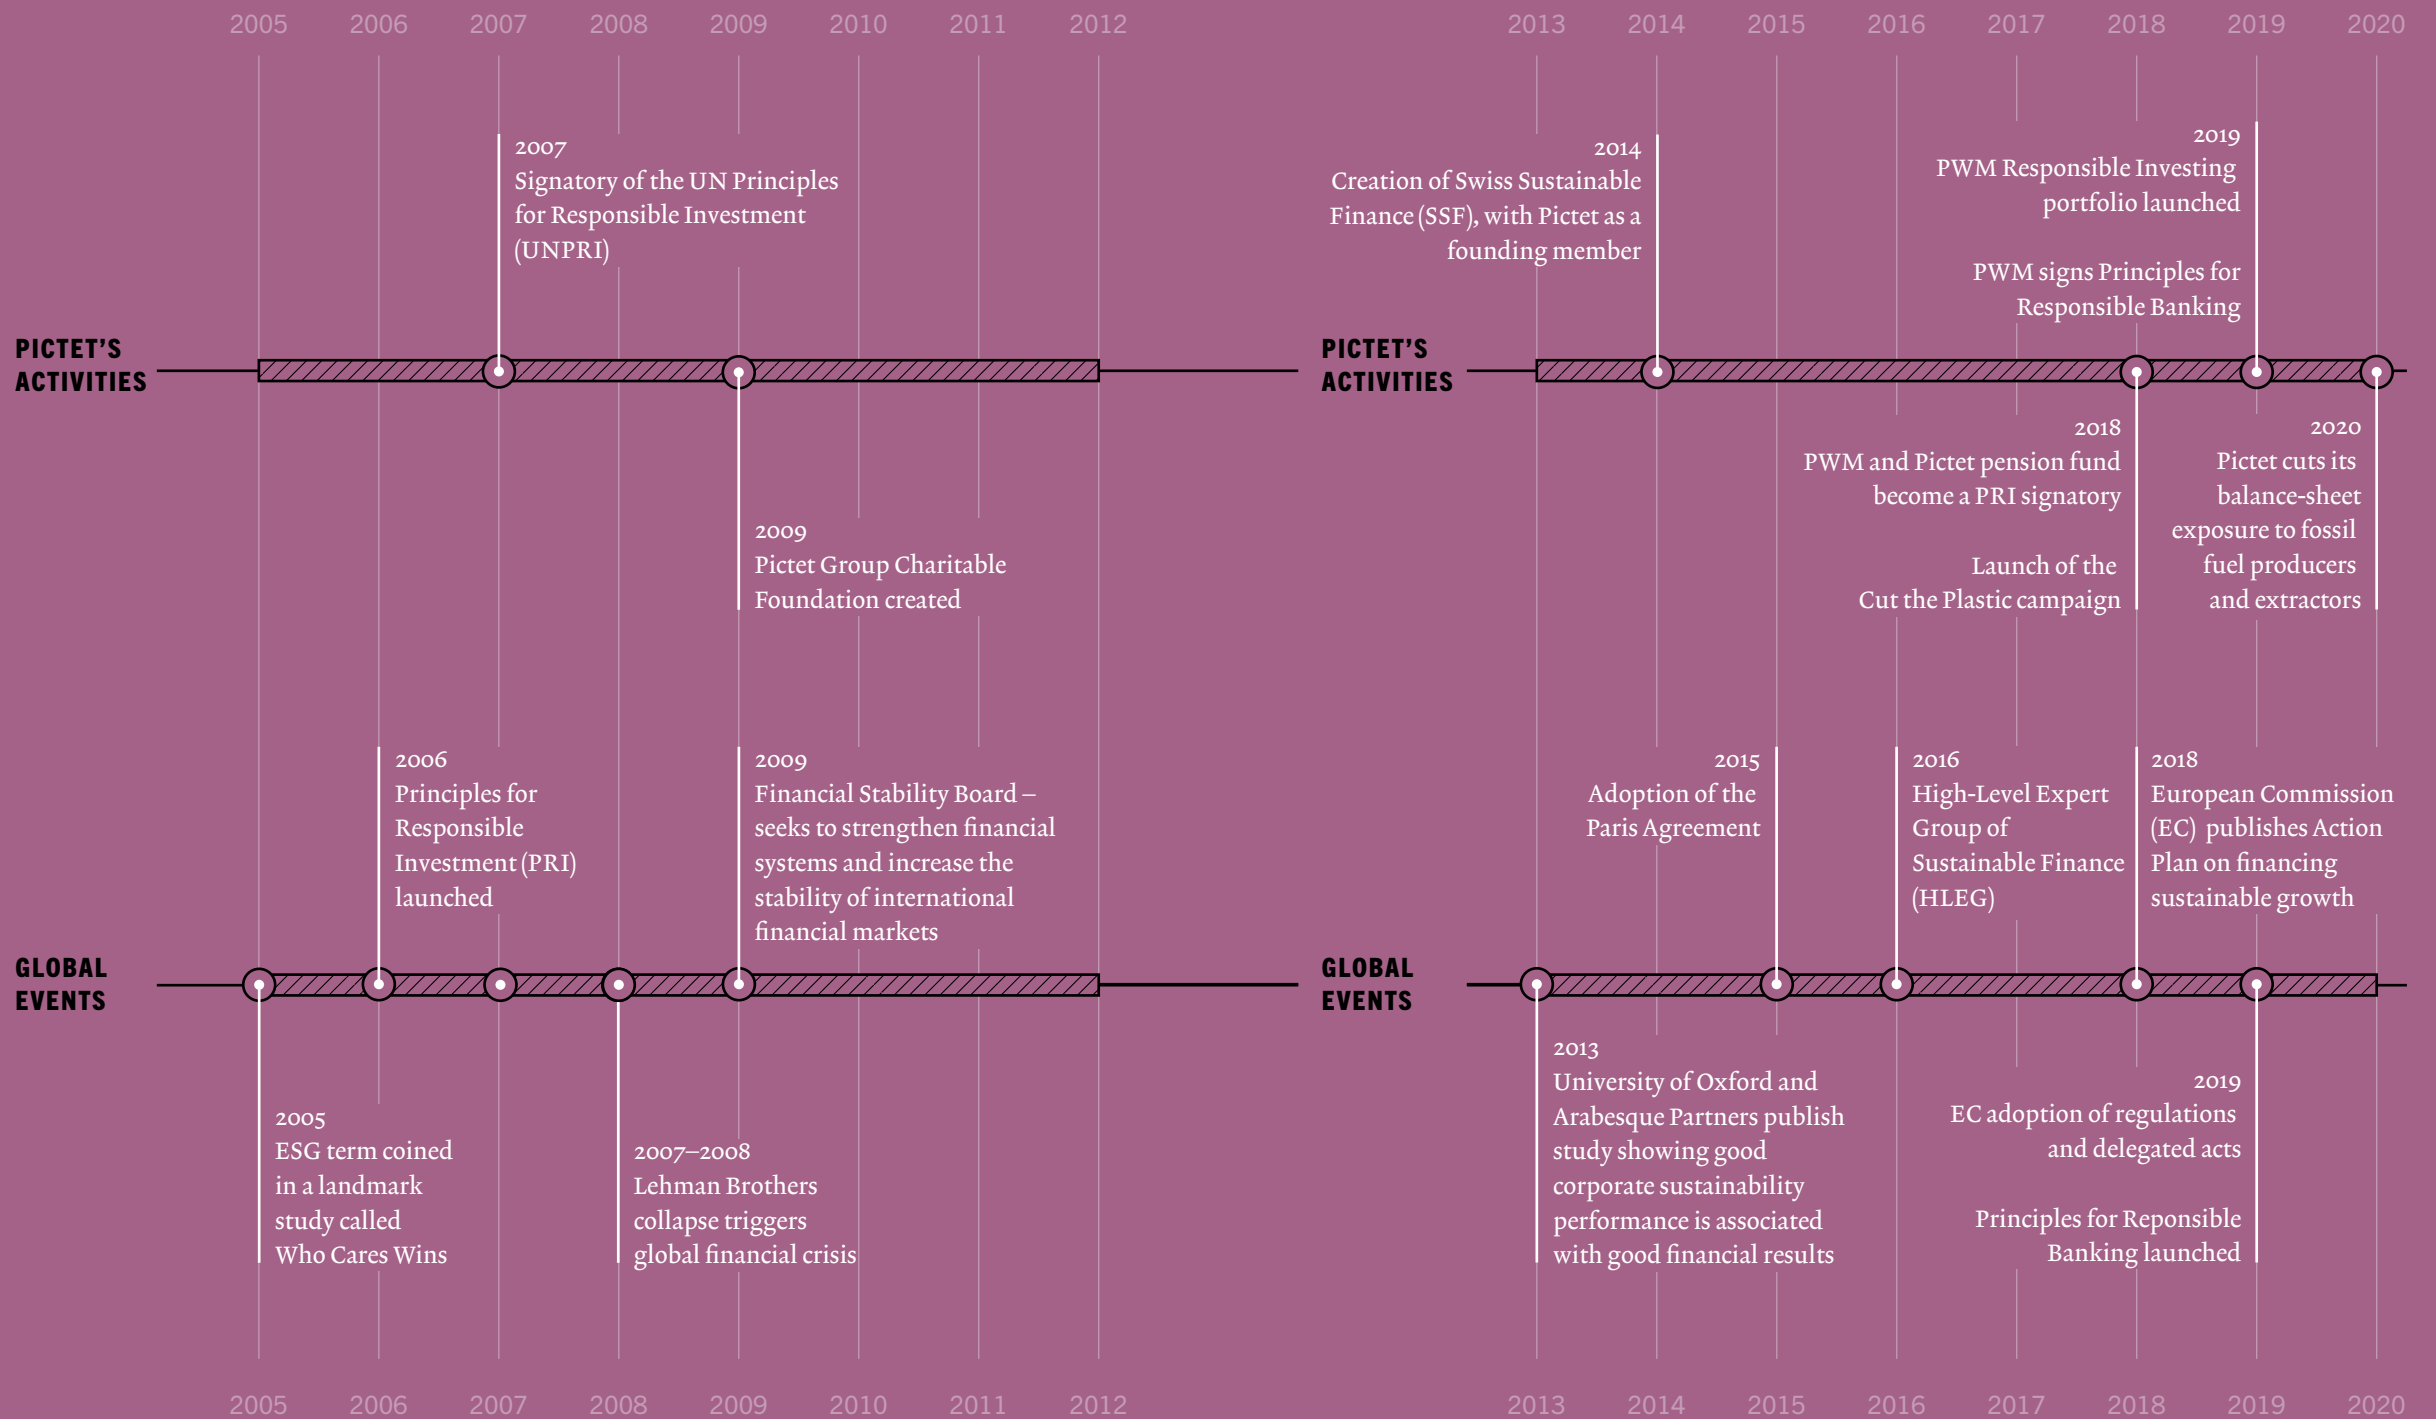 2005 2006 2007 2008 2009 2010 2011 2012 2013 2014 2015 2016 2017 2018 2019 2020
PICTET’S
ACTIVITIES
2007
Signatory of the UN Principles
for Responsible Investment
(UNPRI)
2009
Pictet Group Charitable
Foundation created
PICTET’S
ACTIVITIES
2014
Creation of Swiss Sustainable
Finance (SSF), with Pictet as a
founding member
2019
PWM Responsible Investing
portfolio launched
PWM signs Principles for
Responsible Banking
2018
PWM and Pictet pension fund
become a PRI signatory
Launch of the
Cut the Plastic campaign
2020
Pictet cuts its
balance-sheet
exposure to fossil
fuel producers
and extractors
GLOBAL
EVENTS
2006
Principles for
Responsible
Investment (PRI)
launched
2009
Financial Stability Board –
seeks to strengthen financial
systems and increase the
stability of international
financial markets
2005
ESG term coined
in a landmark
study called
Who Cares Wins
2007–2008
Lehman Brothers
collapse triggers
global financial crisis
GLOBAL
EVENTS
2015
Adoption of the
Paris Agreement
2016
High-Level Expert
Group of
Sustainable Finance
(HLEG)
2018
European Commission
(EC) publishes Action
Plan on financing
sustainable growth
2013
University of Oxford and
Arabesque Partners publish
study showing good
corporate sustainability
performance is associated
with good financial results
2019
EC adoption of regulations
and delegated acts
Principles for Reponsible
Banking launched
2005 2006 2007 2008 2009 2010 2011 2012 2013 2014 2015 2016 2017 2018 2019 2020